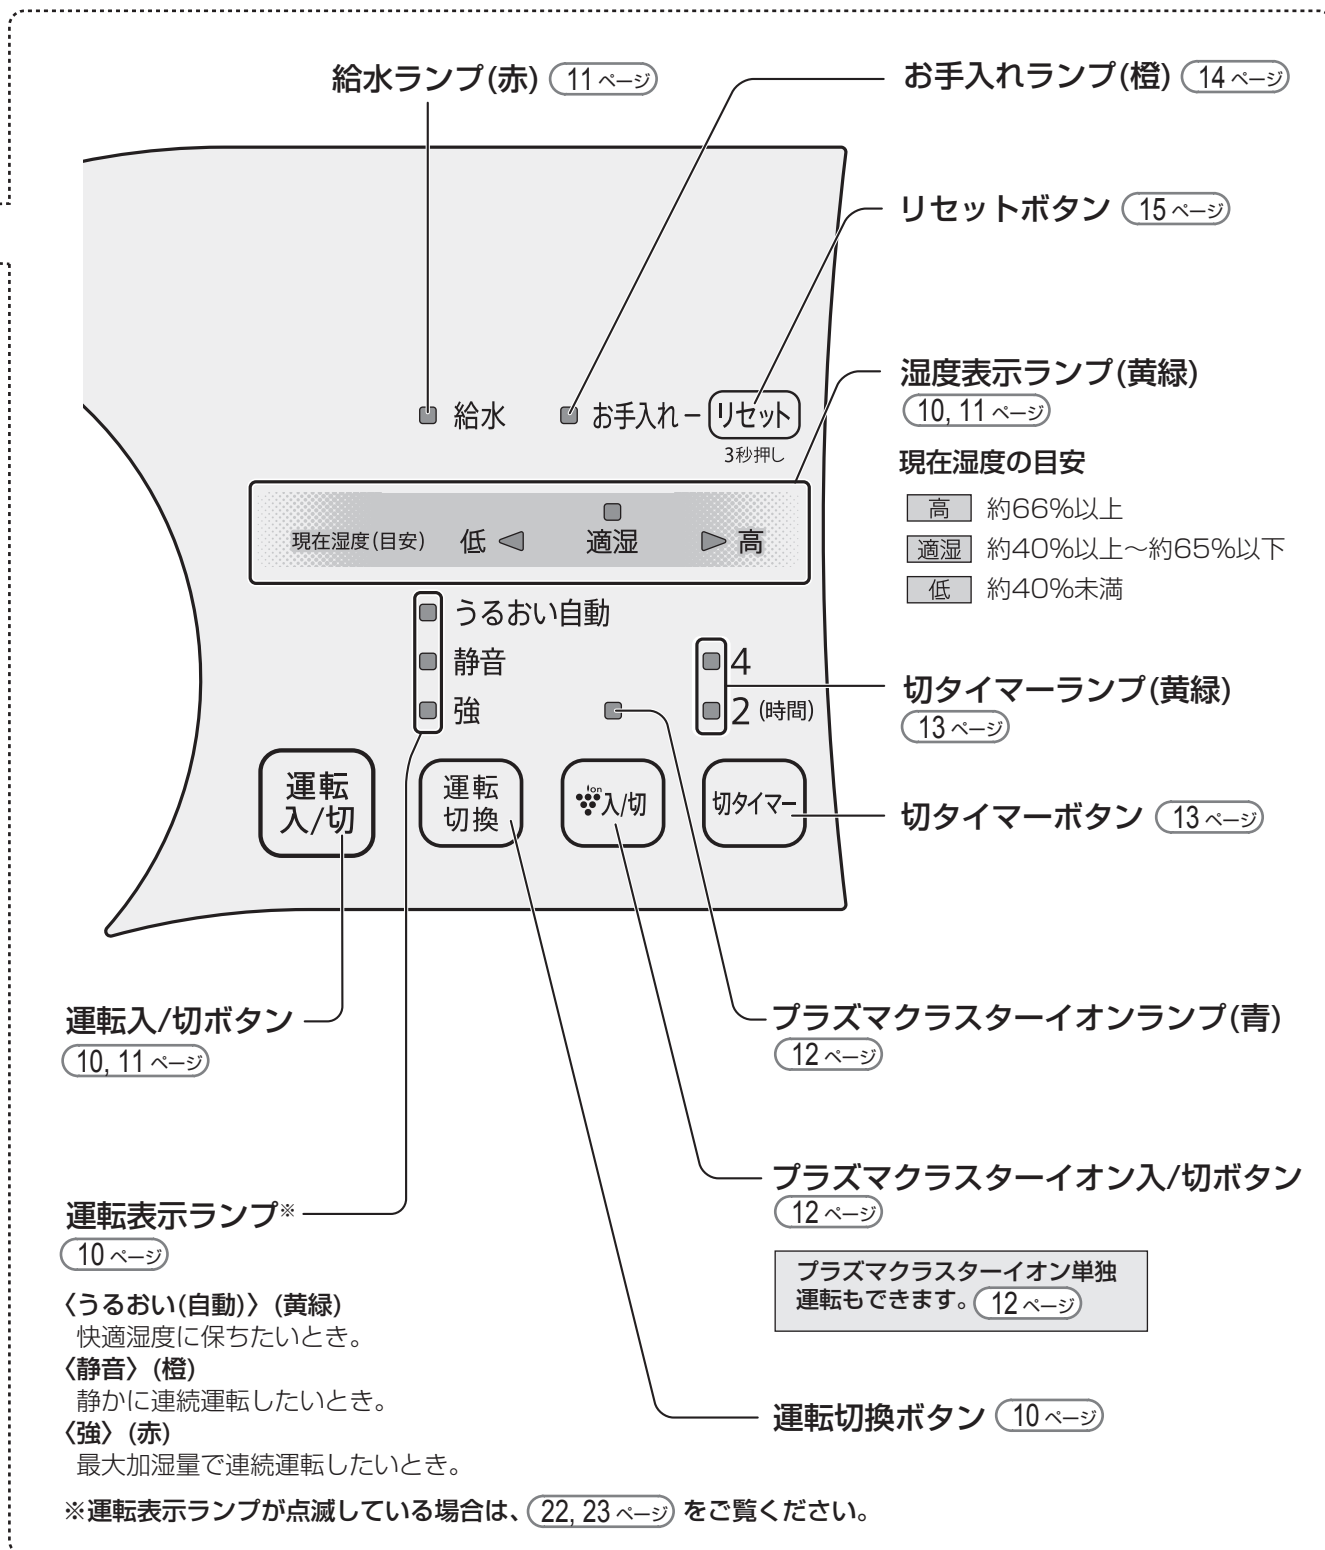 給水ランプ(赤) 11ページ
お手入れランプ(橙) 14ページ
リセットボタン 15ページ
湿度表示ランプ(黄緑)
10, 11ページ
現在湿度の目安
高 約66%以上
適湿 約40%以上～約65%以下
低 約40%未満
給水
お手入れ－リセット
3秒押し
現在湿度(目安) 低 ◁ 適湿 ▷ 高
うるおい自動
静音
強
4
2 (時間)
切タイマーランプ(黄緑)
13ページ
運転
入/切
運転
切換
ion
入/切
切タイマー
切タイマーボタン 13ページ
運転入/切ボタン
10, 11ページ
プラズマクラスターイオンランプ(青)
12ページ
プラズマクラスターイオン入/切ボタン
12ページ
プラズマクラスターイオン単独
運転もできます。 12ページ
運転切換ボタン 10ページ
運転表示ランプ※
10ページ
〈うるおい(自動)〉(黄緑)
快適湿度に保ちたいとき。
〈静音〉(橙)
静かに連続運転したいとき。
〈強〉(赤)
最大加湿量で連続運転したいとき。
※運転表示ランプが点滅している場合は、22, 23ページ をご覧ください。